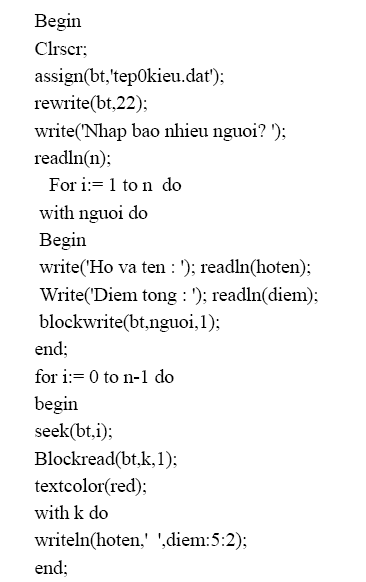 Begin
Clrscr;
assign(bt,'tep0kieu.dat');
rewrite(bt,22);
write('Nhap bao nhieu nguoi? ');
readln(n);
For i:= 1 to n  do
with nguoi do
Begin
write('Ho va ten : '); readln(hoten);
Write('Diem tong : '); readln(diem);
blockwrite(bt,nguoi,1);
end;
for i:= 0 to n-1 do
begin
seek(bt,i);
Blockread(bt,k,1);
textcolor(red);
with k do
writeln(hoten,'  ',diem:5:2);
end;